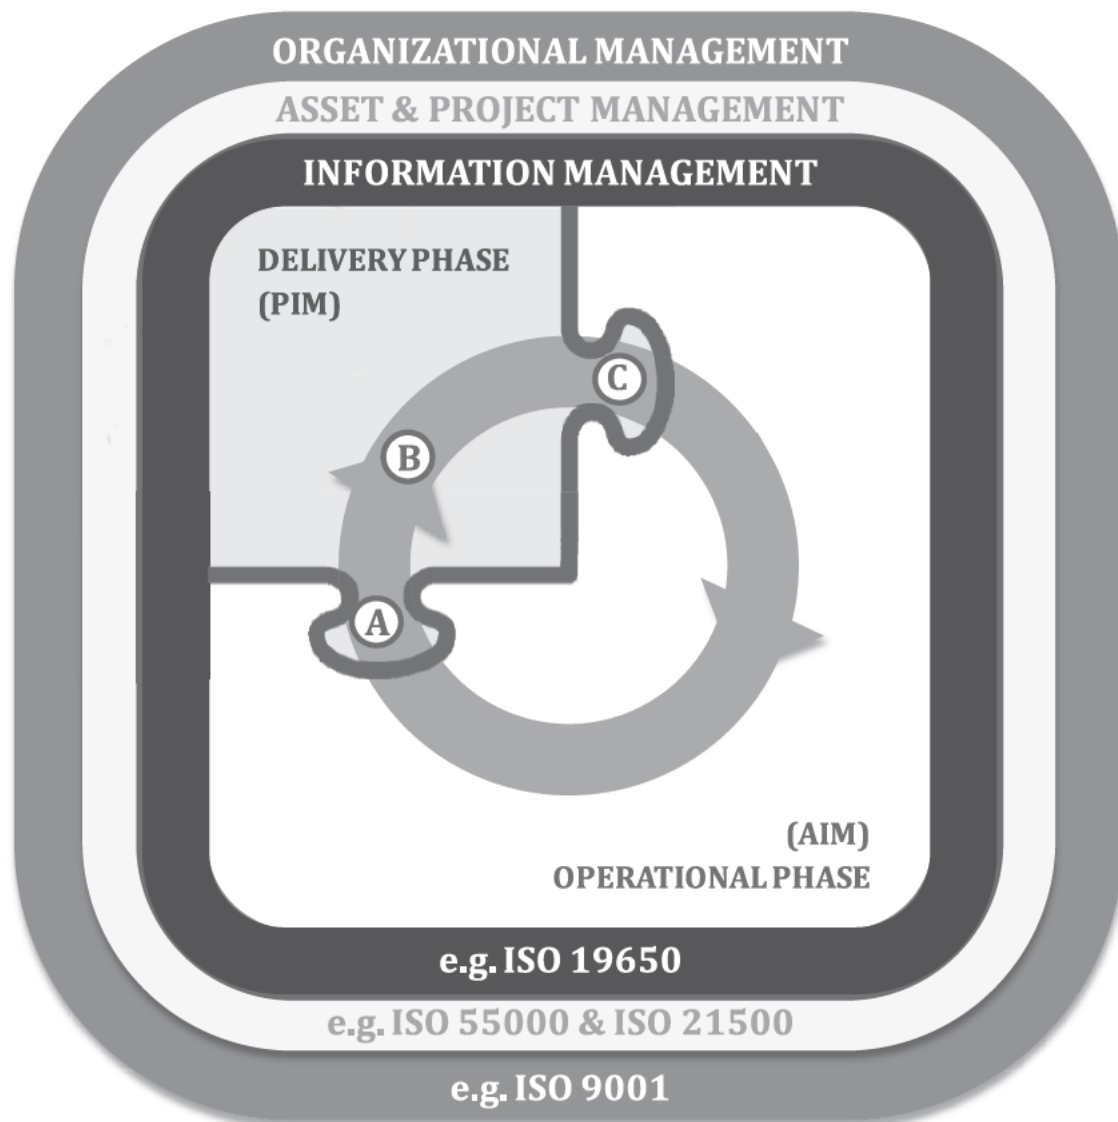 ORGANIZATIONAL MANAGEMENT
ASSET & PROJECT MANAGEMENT
INFORMATION MANAGEMENT
DELIVERY PHASE
(PIM)
C
B
A
(AIM)
OPERATIONAL PHASE
e.g. ISO 19650
e.g. ISO 55000 & ISO 21500
e.g. ISO 9001